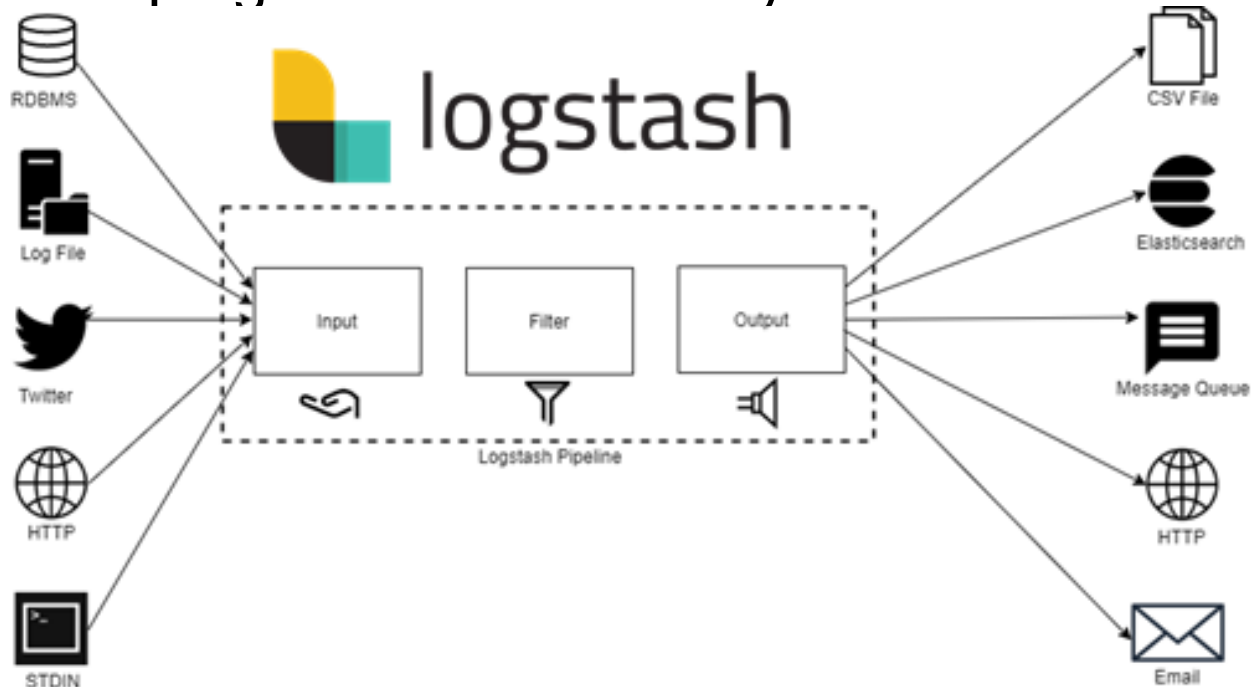 logstash
RDBMS
Log File
Twitter
HTTP
STDIN
Input
Filter
Output
Logstash Pipeline
CSV File
Elasticsearch
Message Queue
HTTP
Email